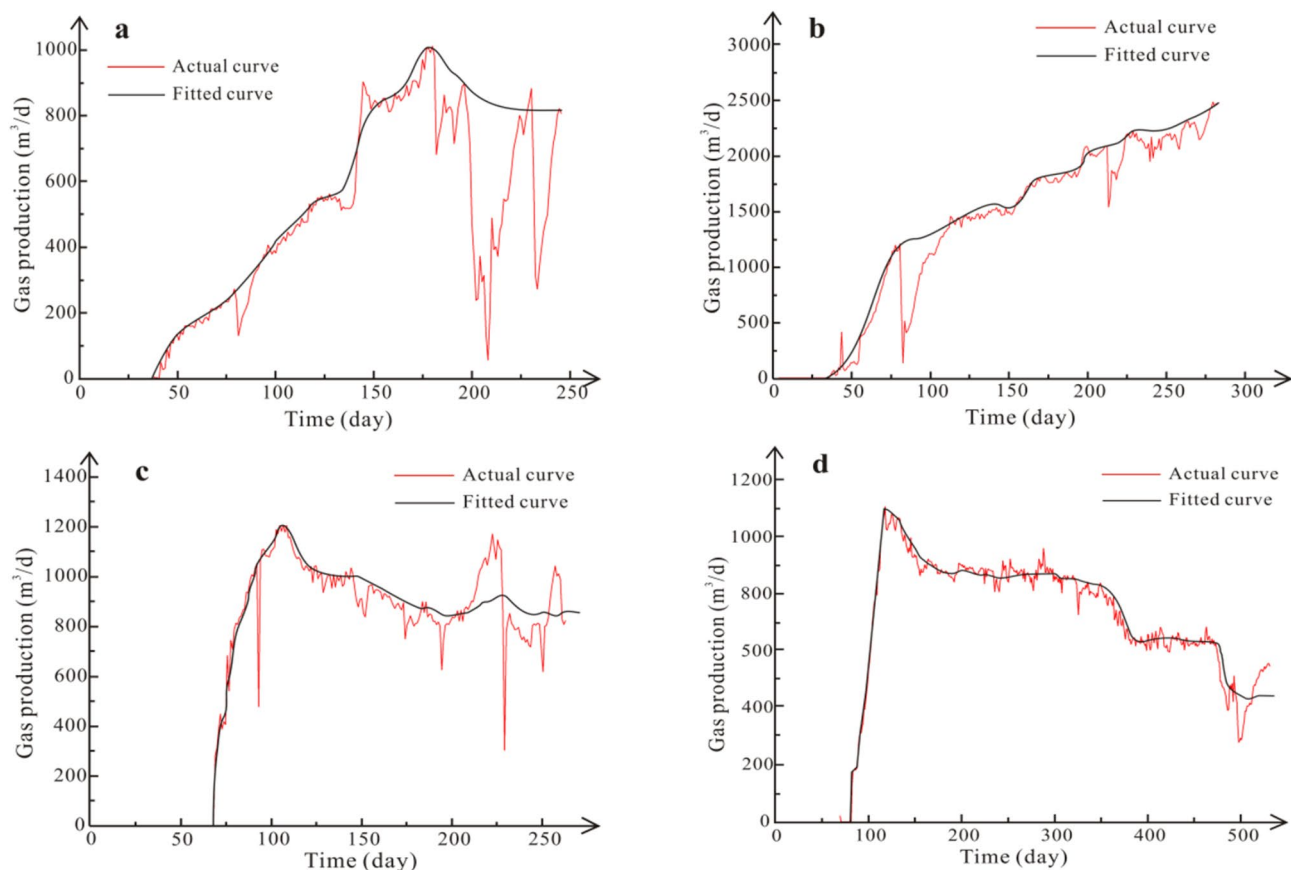 a
Actual curve
Fitted curve
Gas production (m³/d)
1000
800
600
400
200
0
0 50 100 150 200 250
Time (day)
b
Actual curve
Fitted curve
Gas production (m³/d)
3000
2500
2000
1500
1000
500
0
0 50 100 150 200 250 300
Time (day)
c
Actual curve
Fitted curve
Gas production (m³/d)
1400
1200
1000
800
600
400
200
0
0 50 100 150 200 250
Time (day)
d
Actual curve
Fitted curve
Gas production (m³/d)
1200
1100
800
600
500
400
200
0
0 100 200 300 400 500
Time (day)